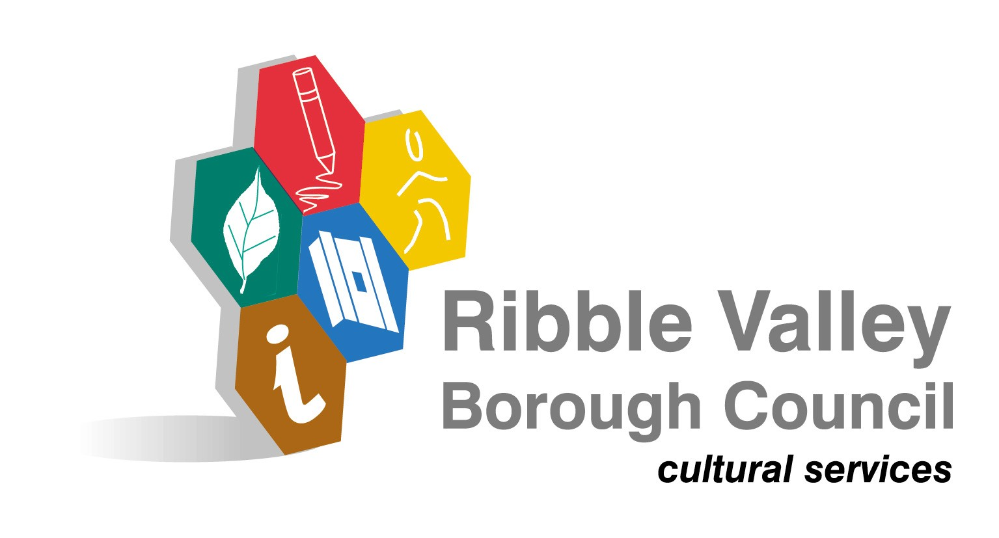 i
Ribble Valley
Borough Council
cultural services